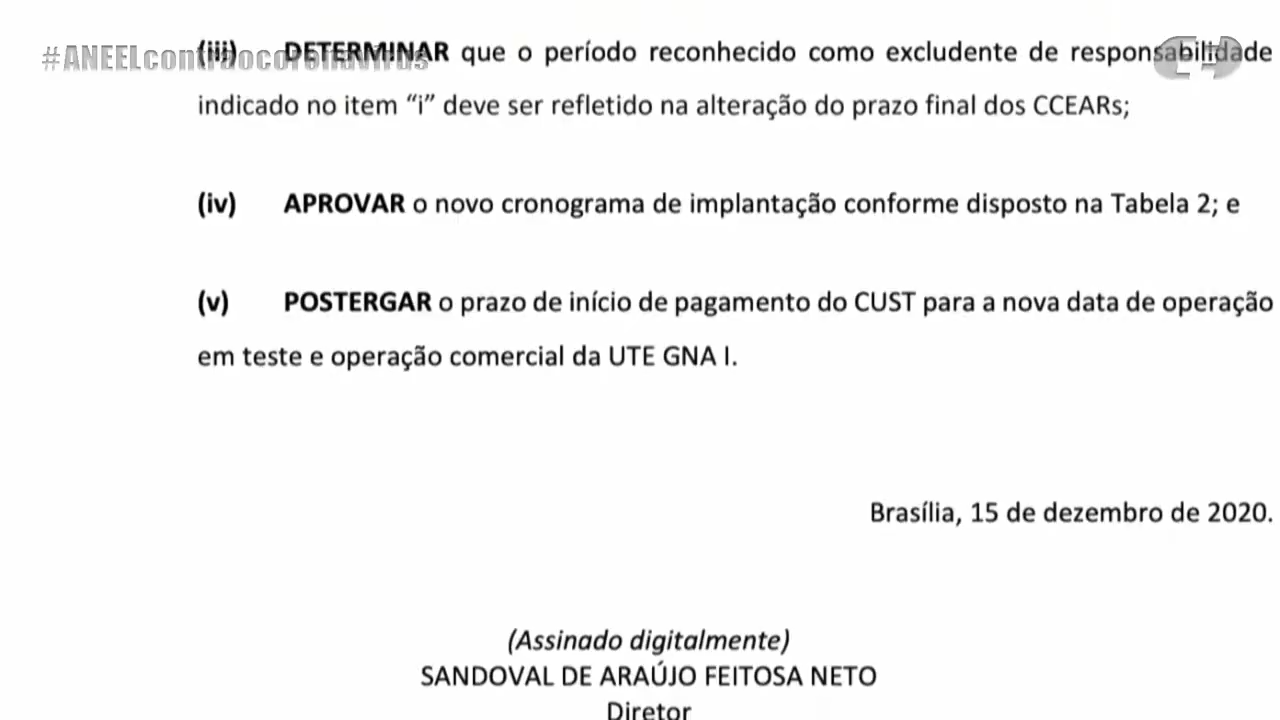 #ANEELcontraocoronavírus
(iii) DETERMINAR que o período reconhecido como excludente de responsabilidade
indicado no item “i” deve ser refletido na alteração do prazo final dos CCEARs;
(iv) APROVAR o novo cronograma de implantação conforme disposto na Tabela 2; e
(v) POSTERGAR o prazo de início de pagamento do CUST para a nova data de operação
em teste e operação comercial da UTE GNA I.
Brasília, 15 de dezembro de 2020.
(Assinado digitalmente)
SANDOVAL DE ARAÚJO FEITOSA NETO
Diretor